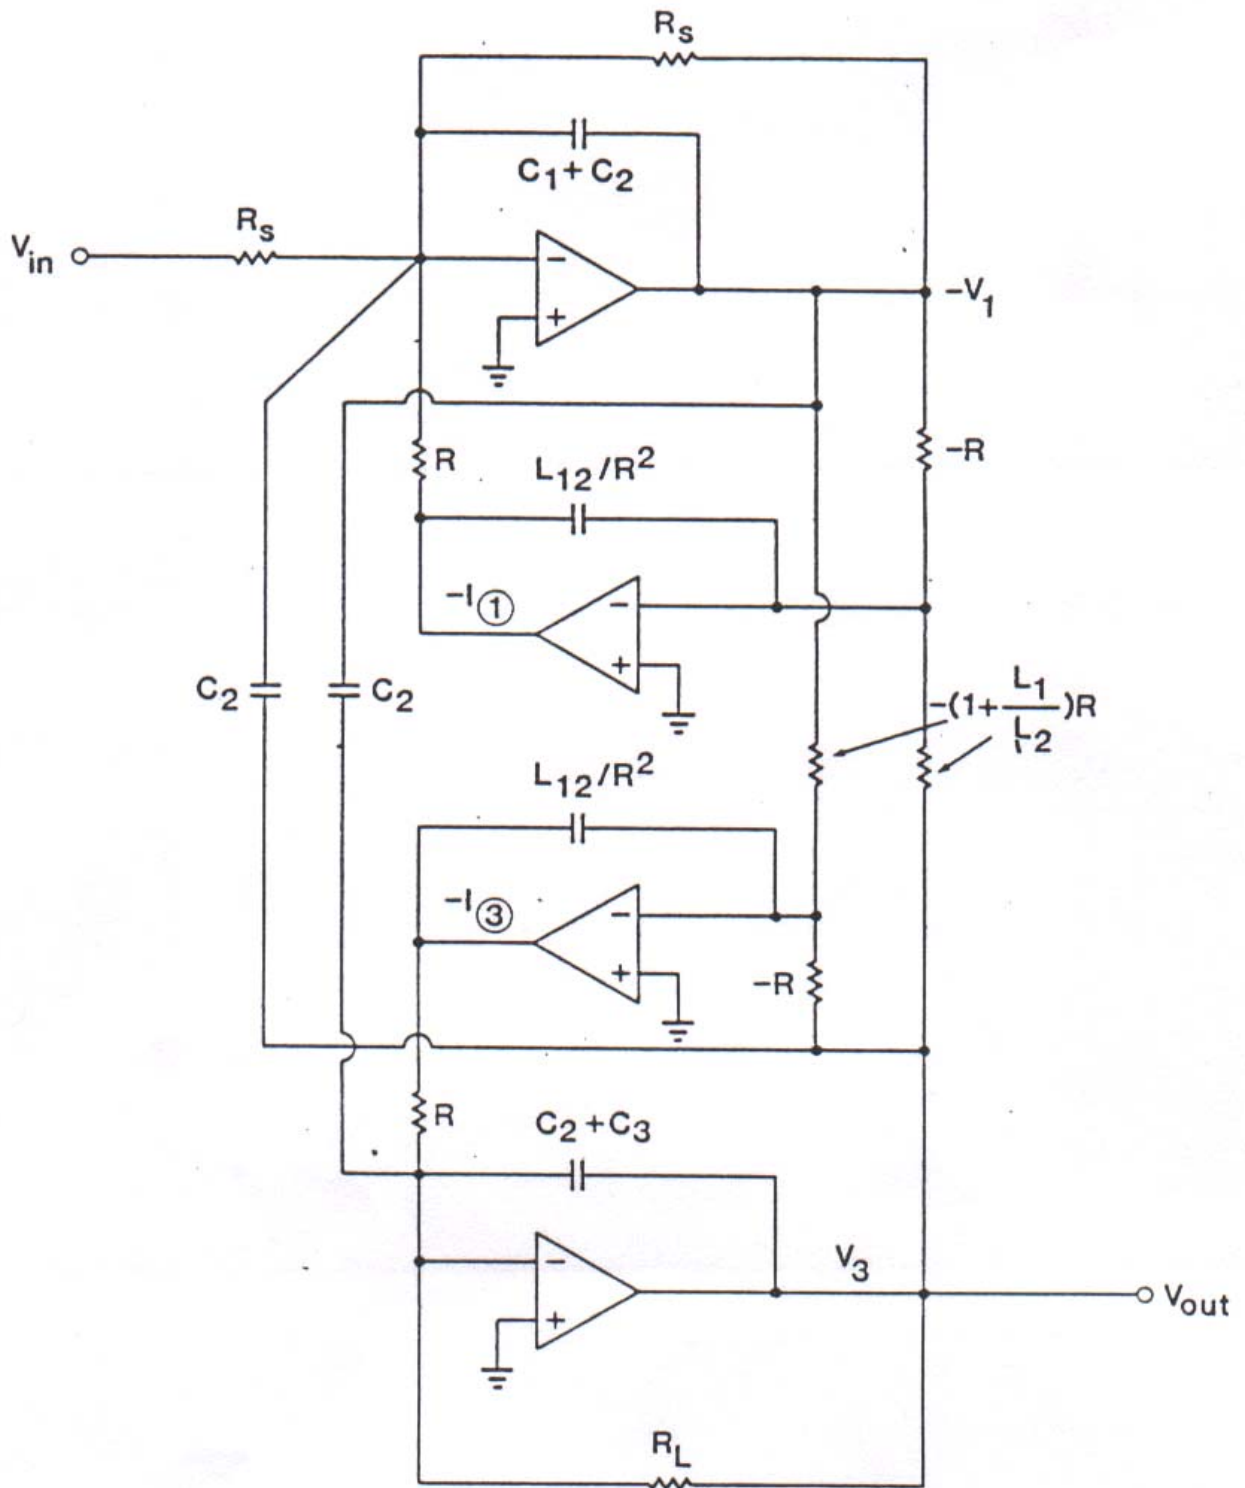 Rs
C1+C2
Rs
Vin
−
+
−V1
R
−R
L12/R²
−I①
−
+
C2
C2
−(1+L1/L2)R
L12/R²
−I③
−
+
−R
R
C2+C3
V3
−
+
Vout
RL